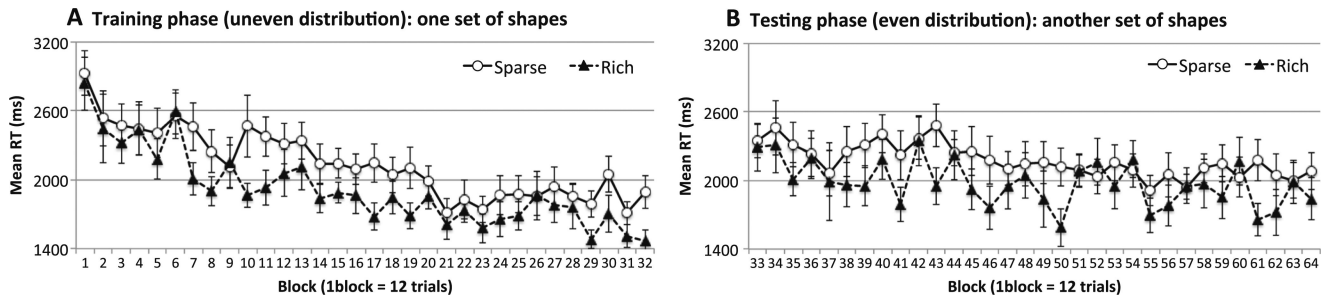 A Training phase (uneven distribution): one set of shapes
3200
2600
2000
1400
Mean RT (ms)
Sparse Rich
1 2 3 4 5 6 7 8 9 10 11 12 13 14 15 16 17 18 19 20 21 22 23 24 25 26 27 28 29 30 31 32
Block (1block = 12 trials)
B Testing phase (even distribution): another set of shapes
3200
2600
2000
1400
Mean RT (ms)
Sparse Rich
33 34 35 36 37 38 39 40 41 42 43 44 45 46 47 48 49 50 51 52 53 54 55 56 57 58 59 60 61 62 63 64
Block (1block = 12 trials)